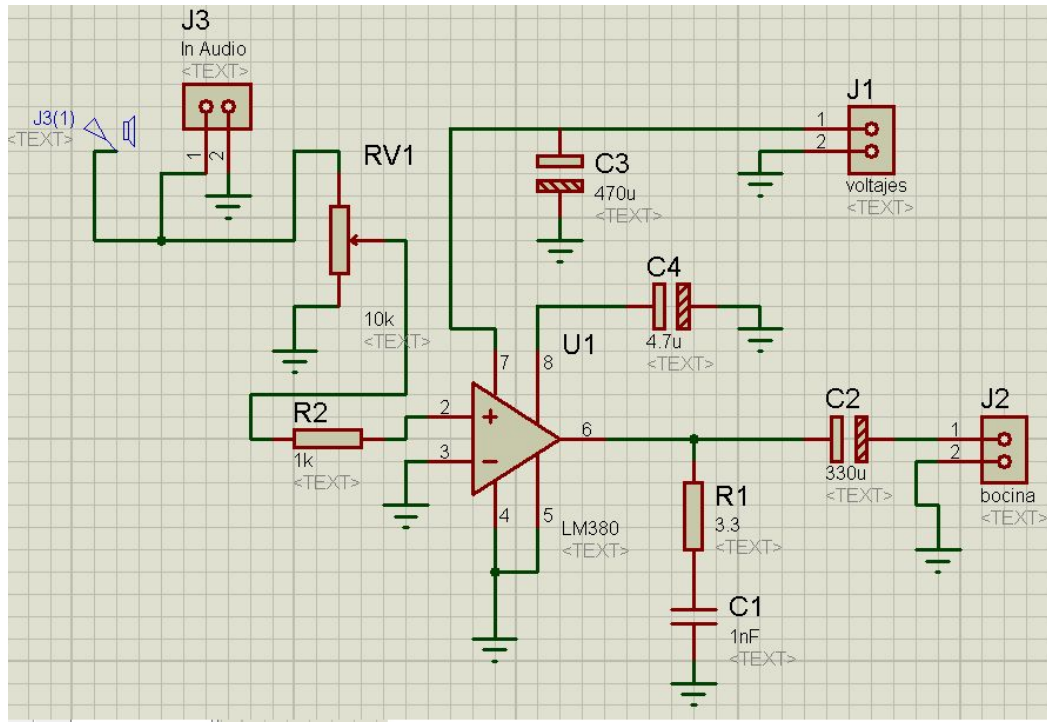 J3
In Audio
<TEXT>
J3(1)
<TEXT>
1
2
RV1
10k
<TEXT>
C3
470u
<TEXT>
J1
1
2
voltajes
<TEXT>
C4
4.7u
<TEXT>
U1
7
8
2
3
6
4
5
LM380
<TEXT>
R2
1k
<TEXT>
C2
330u
<TEXT>
J2
1
2
bocina
<TEXT>
R1
3.3
<TEXT>
C1
1nF
<TEXT>